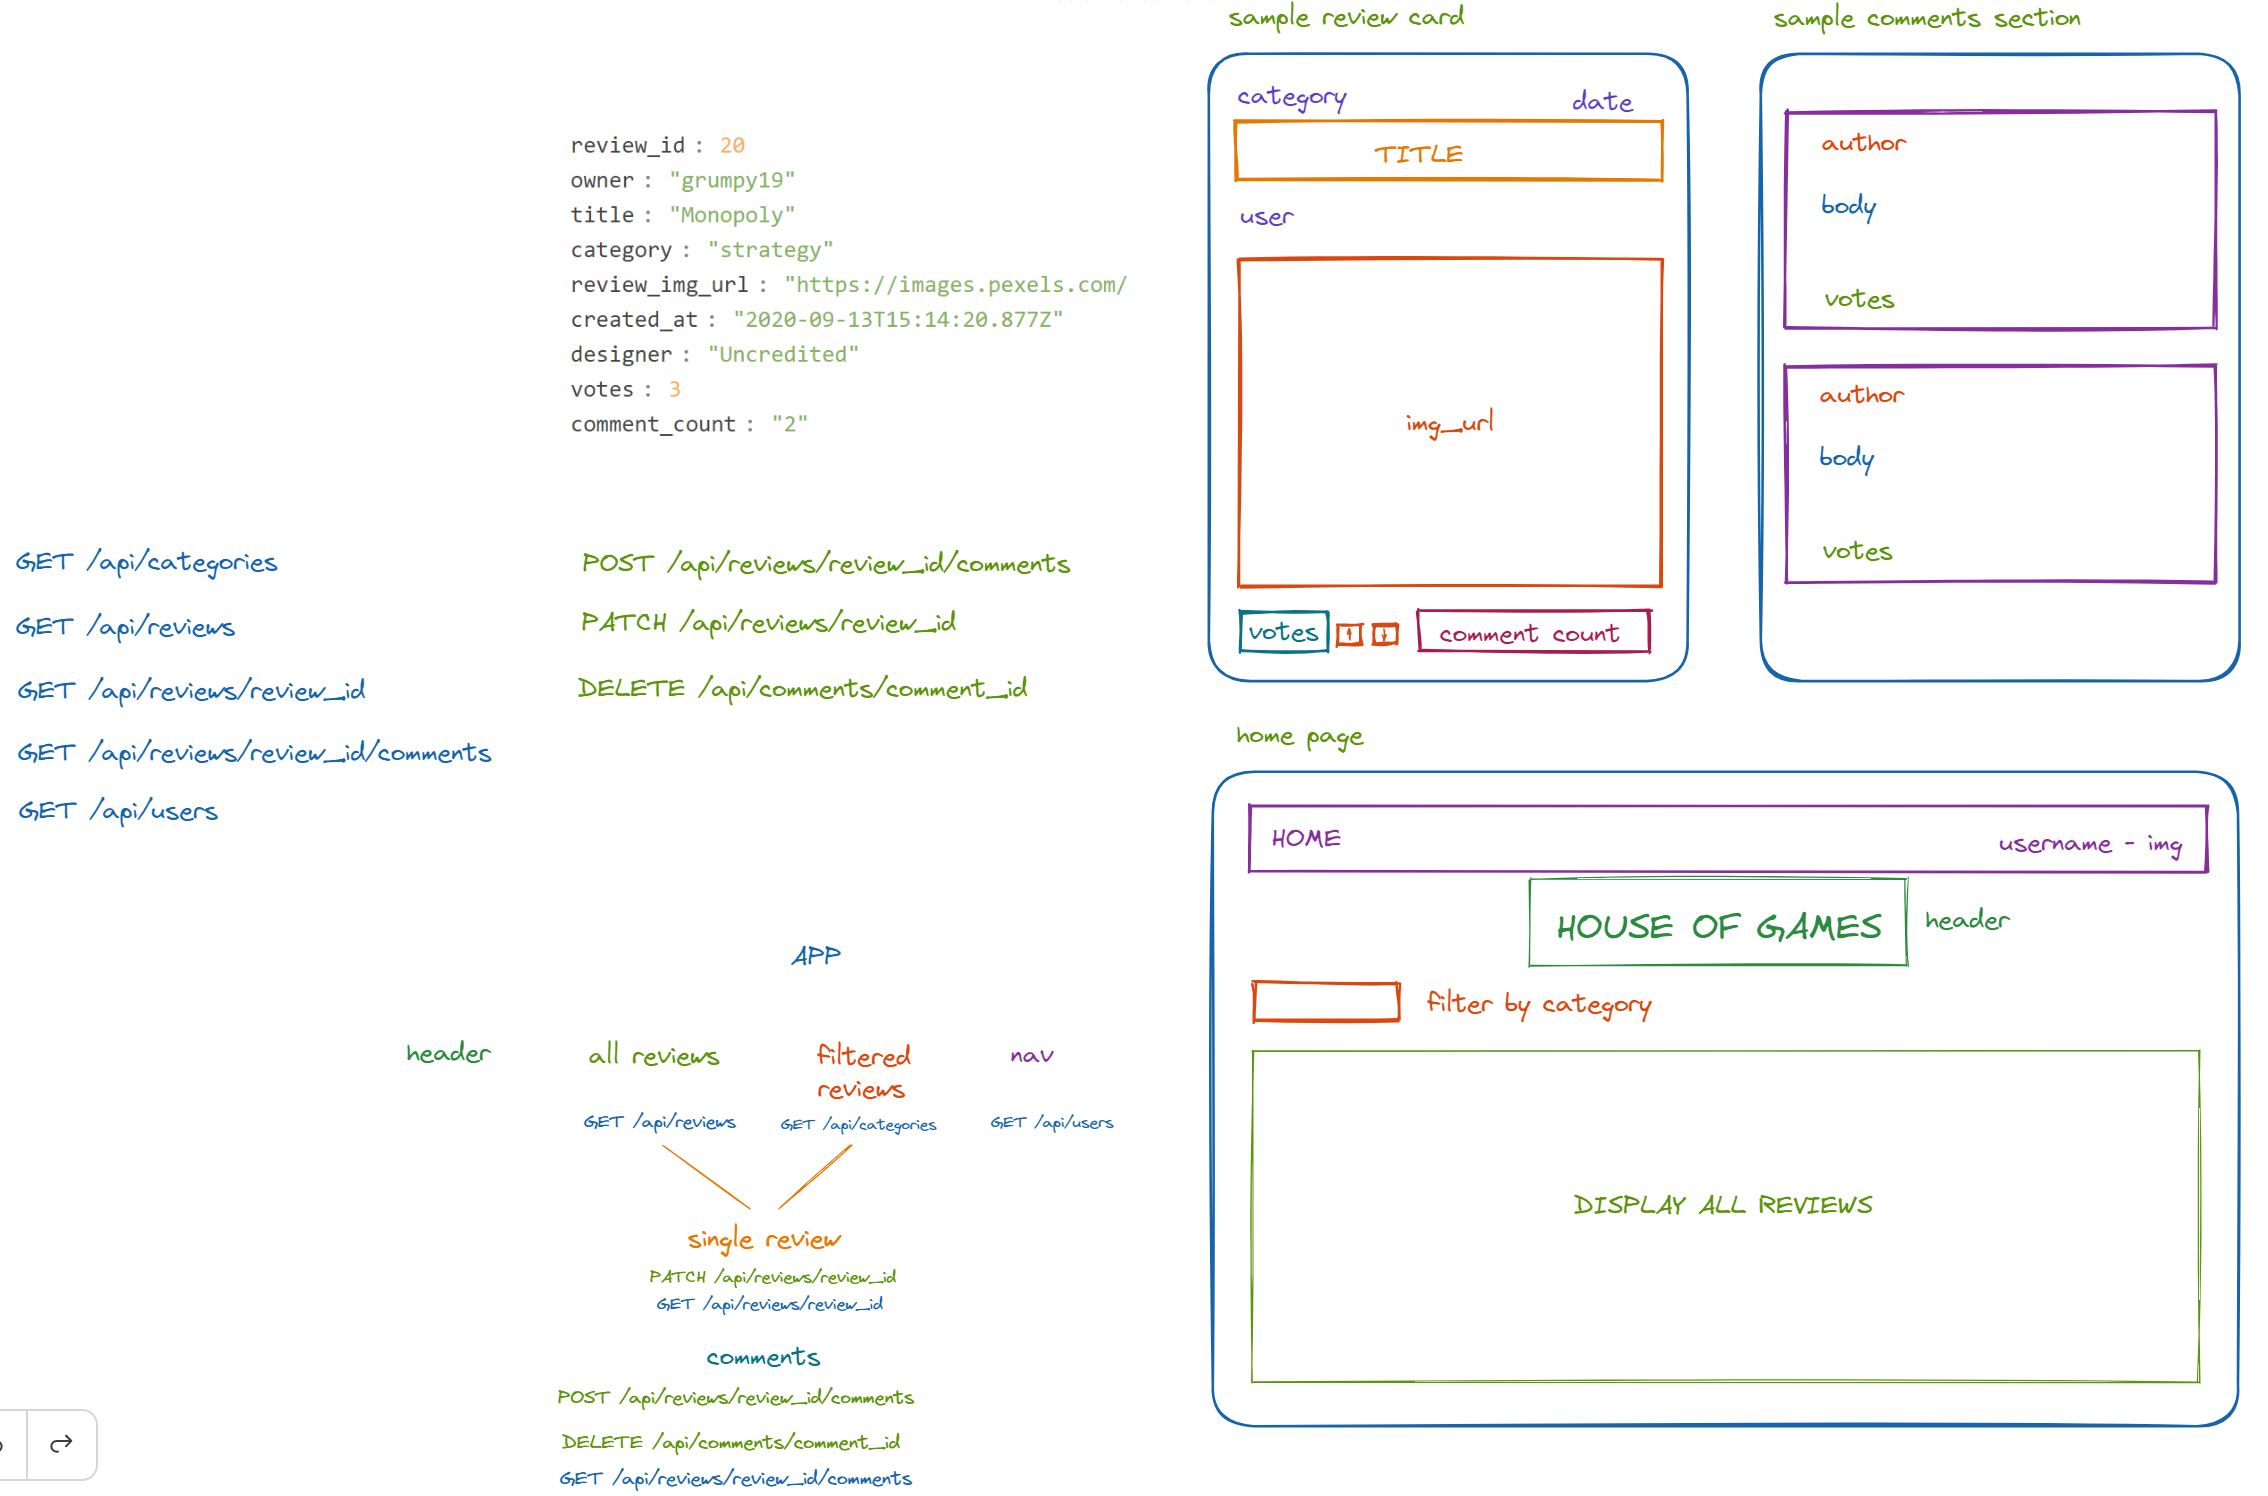 review_id : 20
owner : "grumpy19"
title : "Monopoly"
category : "strategy"
review_img_url : "https://images.pexels.com/
created_at : "2020-09-13T15:14:20.877Z"
designer : "Uncredited"
votes : 3
comment_count : "2"
GET /api/categories
GET /api/reviews
GET /api/reviews/review_id
GET /api/reviews/review_id/comments
GET /api/users
POST /api/reviews/review_id/comments
PATCH /api/reviews/review_id
DELETE /api/comments/comment_id
APP
header
all reviews
GET /api/reviews
filtered
reviews
GET /api/categories
nav
GET /api/users
single review
PATCH /api/reviews/review_id
GET /api/reviews/review_id
comments
POST /api/reviews/review_id/comments
DELETE /api/comments/comment_id
GET /api/reviews/review_id/comments
sample review card
category
date
TITLE
user
img_url
votes
comment count
sample comments section
author
body
votes
author
body
votes
home page
HOME
username - img
HOUSE OF GAMES
header
filter by category
DISPLAY ALL REVIEWS